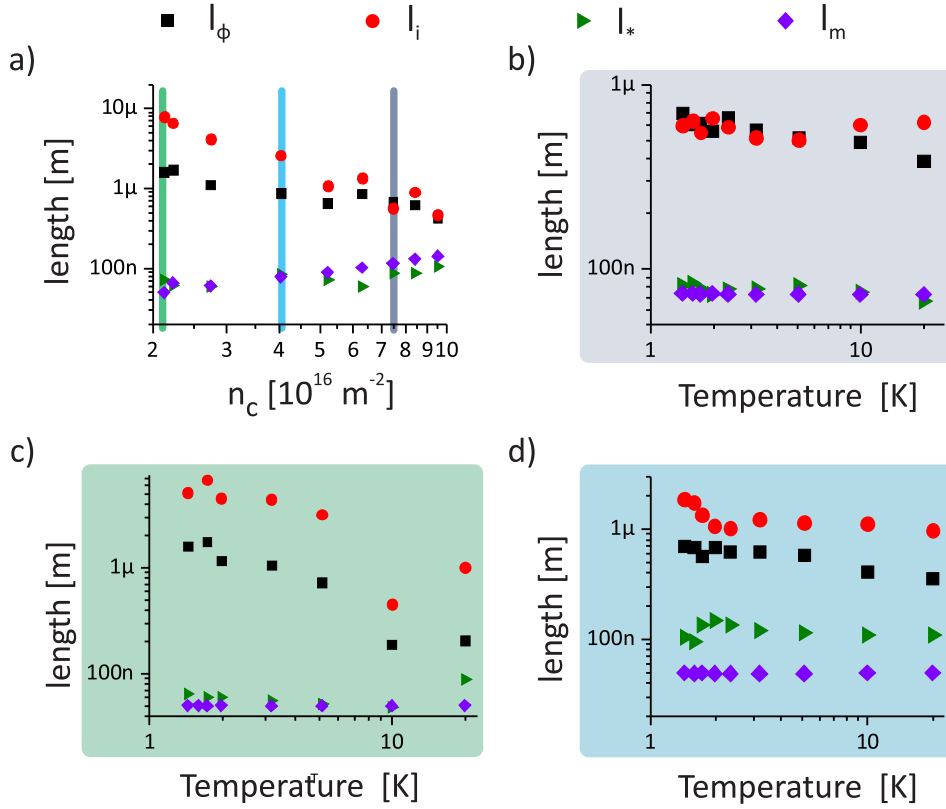 l_ϕ l_i l_* l_m
a)
10μ
1μ
100n
length [m]
2 3 4 5 6 7 8 9 10
n_c [10^16 m^-2]
b)
1μ
100n
length [m]
1 10
Temperature [K]
c)
1μ
100n
length [m]
1 10
Temperature [K]
T
d)
1μ
100n
length [m]
1 10
Temperature [K]